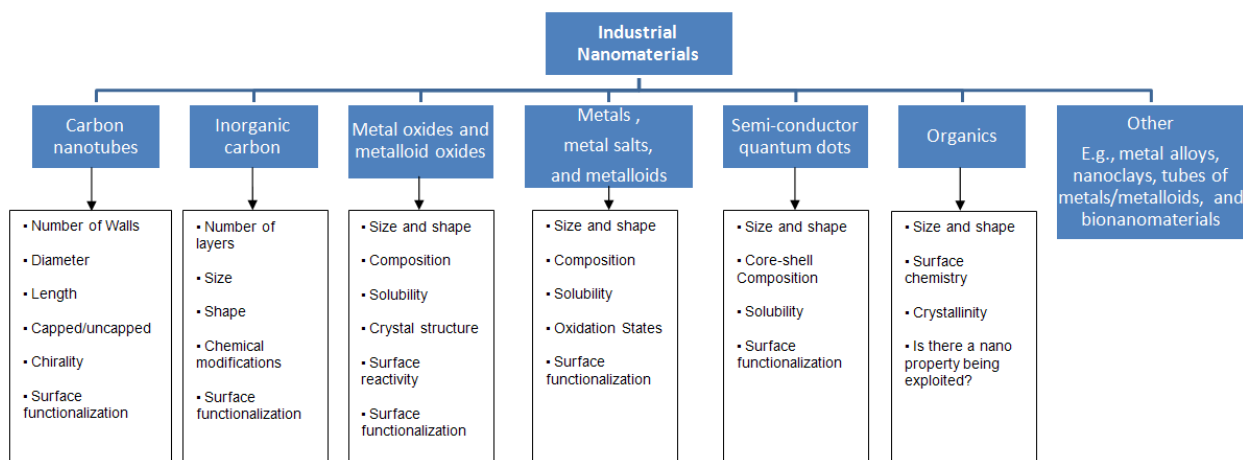 Industrial
Nanomaterials
Carbon
nanotubes
Inorganic
carbon
Metal oxides and
metalloid oxides
Metals ,
metal salts,
and metalloids
Semi-conductor
quantum dots
Organics
Other
E.g., metal alloys,
nanoclays, tubes of
metals/metalloids, and
bionanomaterials
▪ Number of Walls
▪ Diameter
▪ Length
▪ Capped/uncapped
▪ Chirality
▪ Surface
functionalization
▪ Number of
layers
▪ Size
▪ Shape
▪ Chemical
modifications
▪ Surface
functionalization
▪ Size and shape
▪ Composition
▪ Solubility
▪ Crystal structure
▪ Surface
reactivity
▪ Surface
functionalization
▪ Size and shape
▪ Composition
▪ Solubility
▪ Oxidation States
▪ Surface
functionalization
▪ Size and shape
▪ Core-shell
Composition
▪ Solubility
▪ Surface
functionalization
▪ Size and shape
▪ Surface
chemistry
▪ Crystallinity
▪ Is there a nano
property being
exploited?